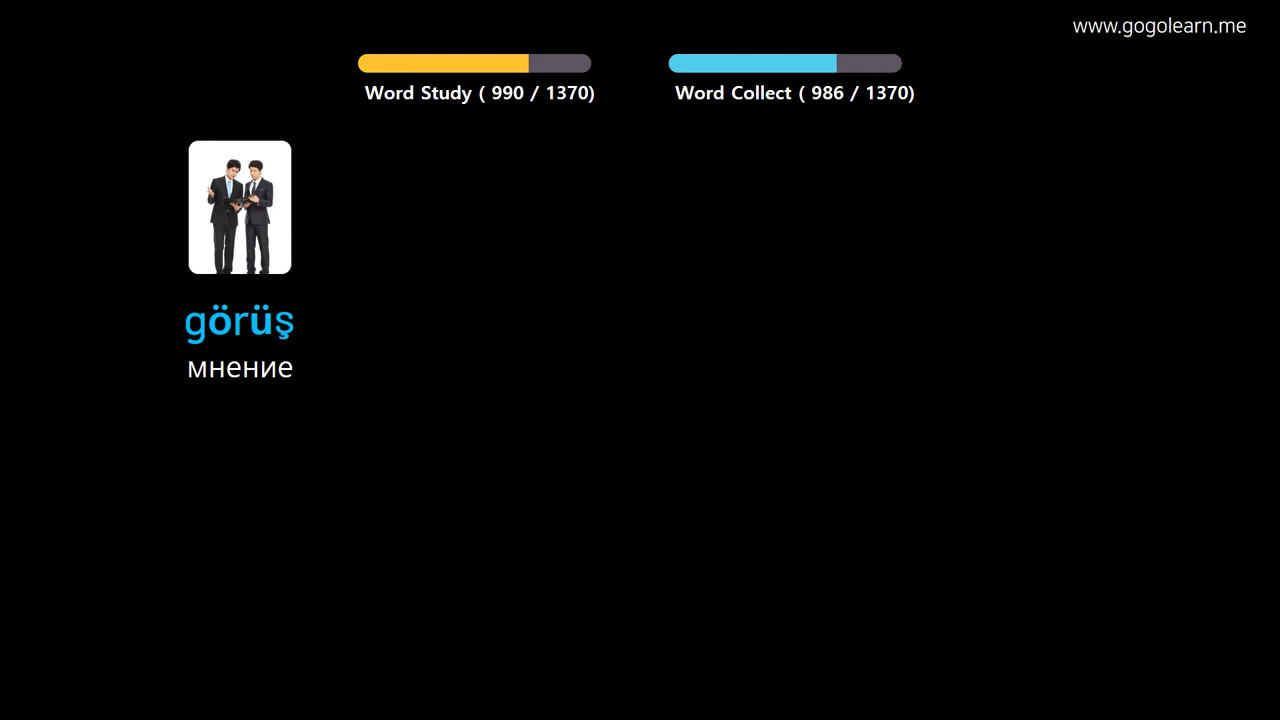 www.gogolearn.me
Word Study ( 990 / 1370)
Word Collect ( 986 / 1370)
görüş
мнение